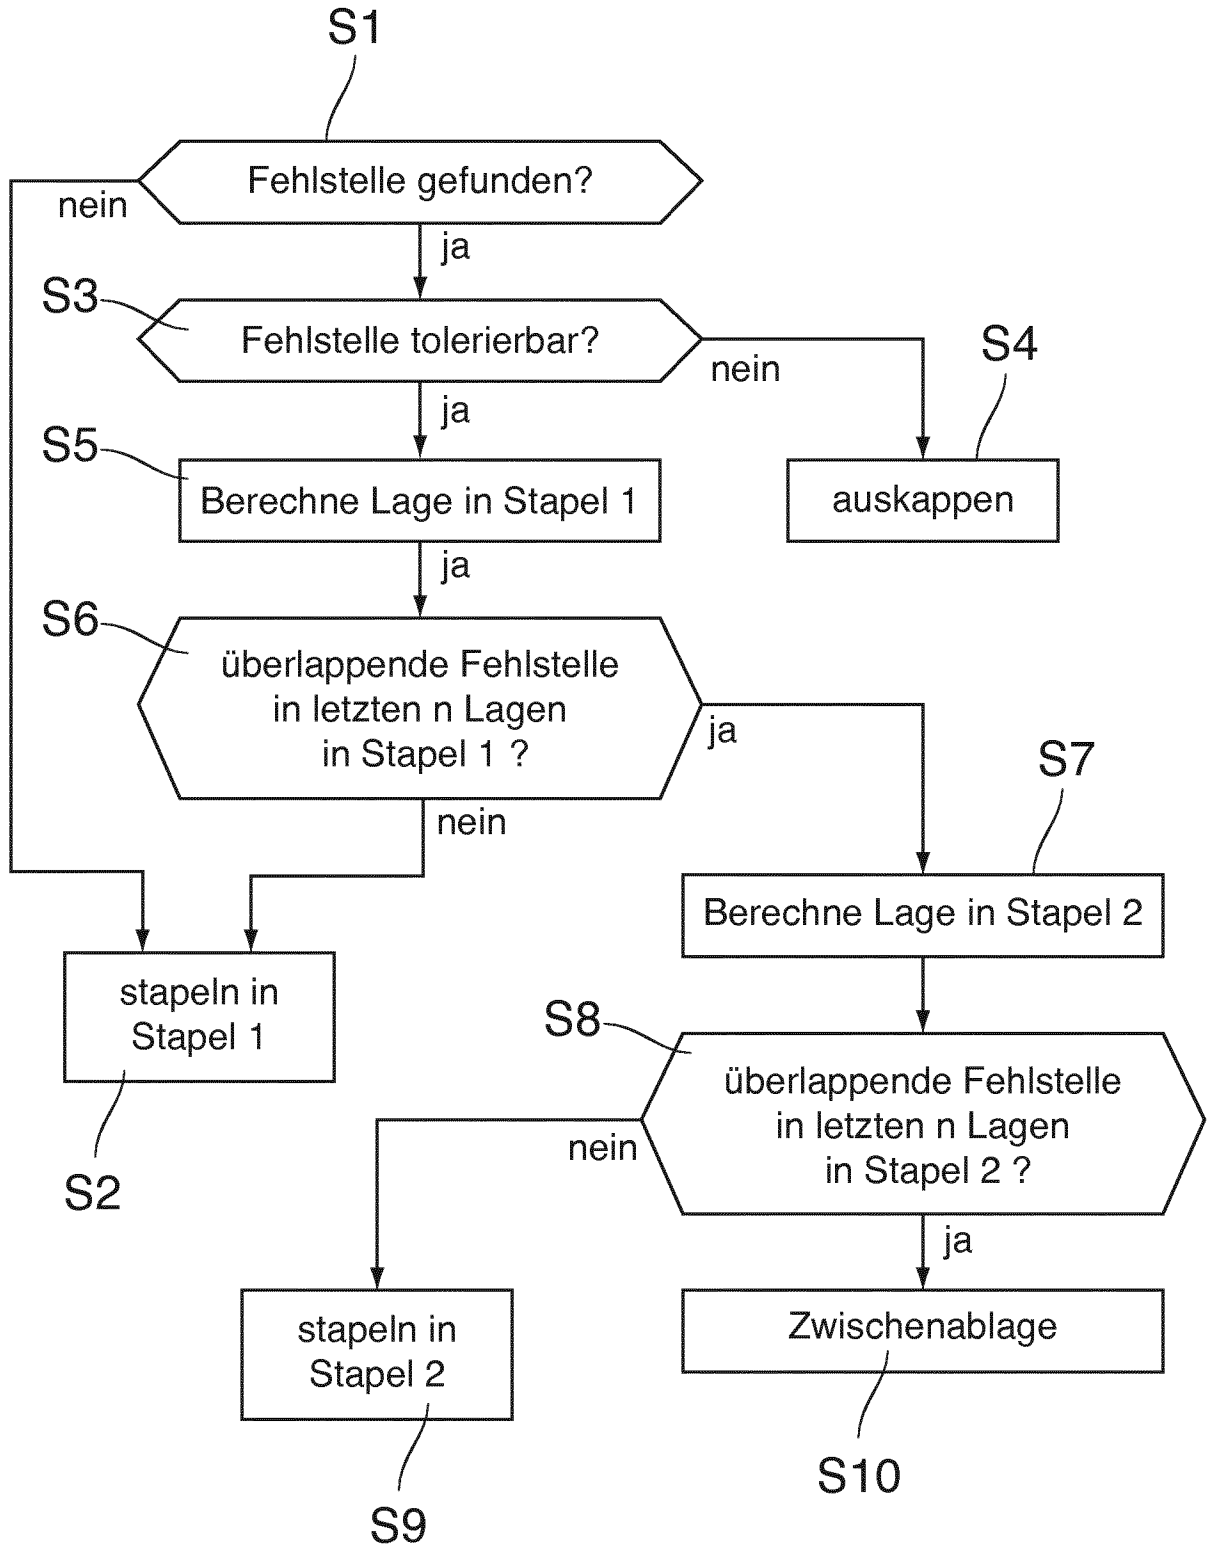 S1
Fehlstelle gefunden?
nein
ja
S3
Fehlstelle tolerierbar?
nein
S4
ja
S5
Berechne Lage in Stapel 1
auskappen
ja
S6
überlappende Fehlstelle
in letzten n Lagen
in Stapel 1 ?
ja
nein
S7
Berechne Lage in Stapel 2
stapeln in
Stapel 1
S2
S8
überlappende Fehlstelle
in letzten n Lagen
in Stapel 2 ?
nein
ja
stapeln in
Stapel 2
S9
Zwischenablage
S10